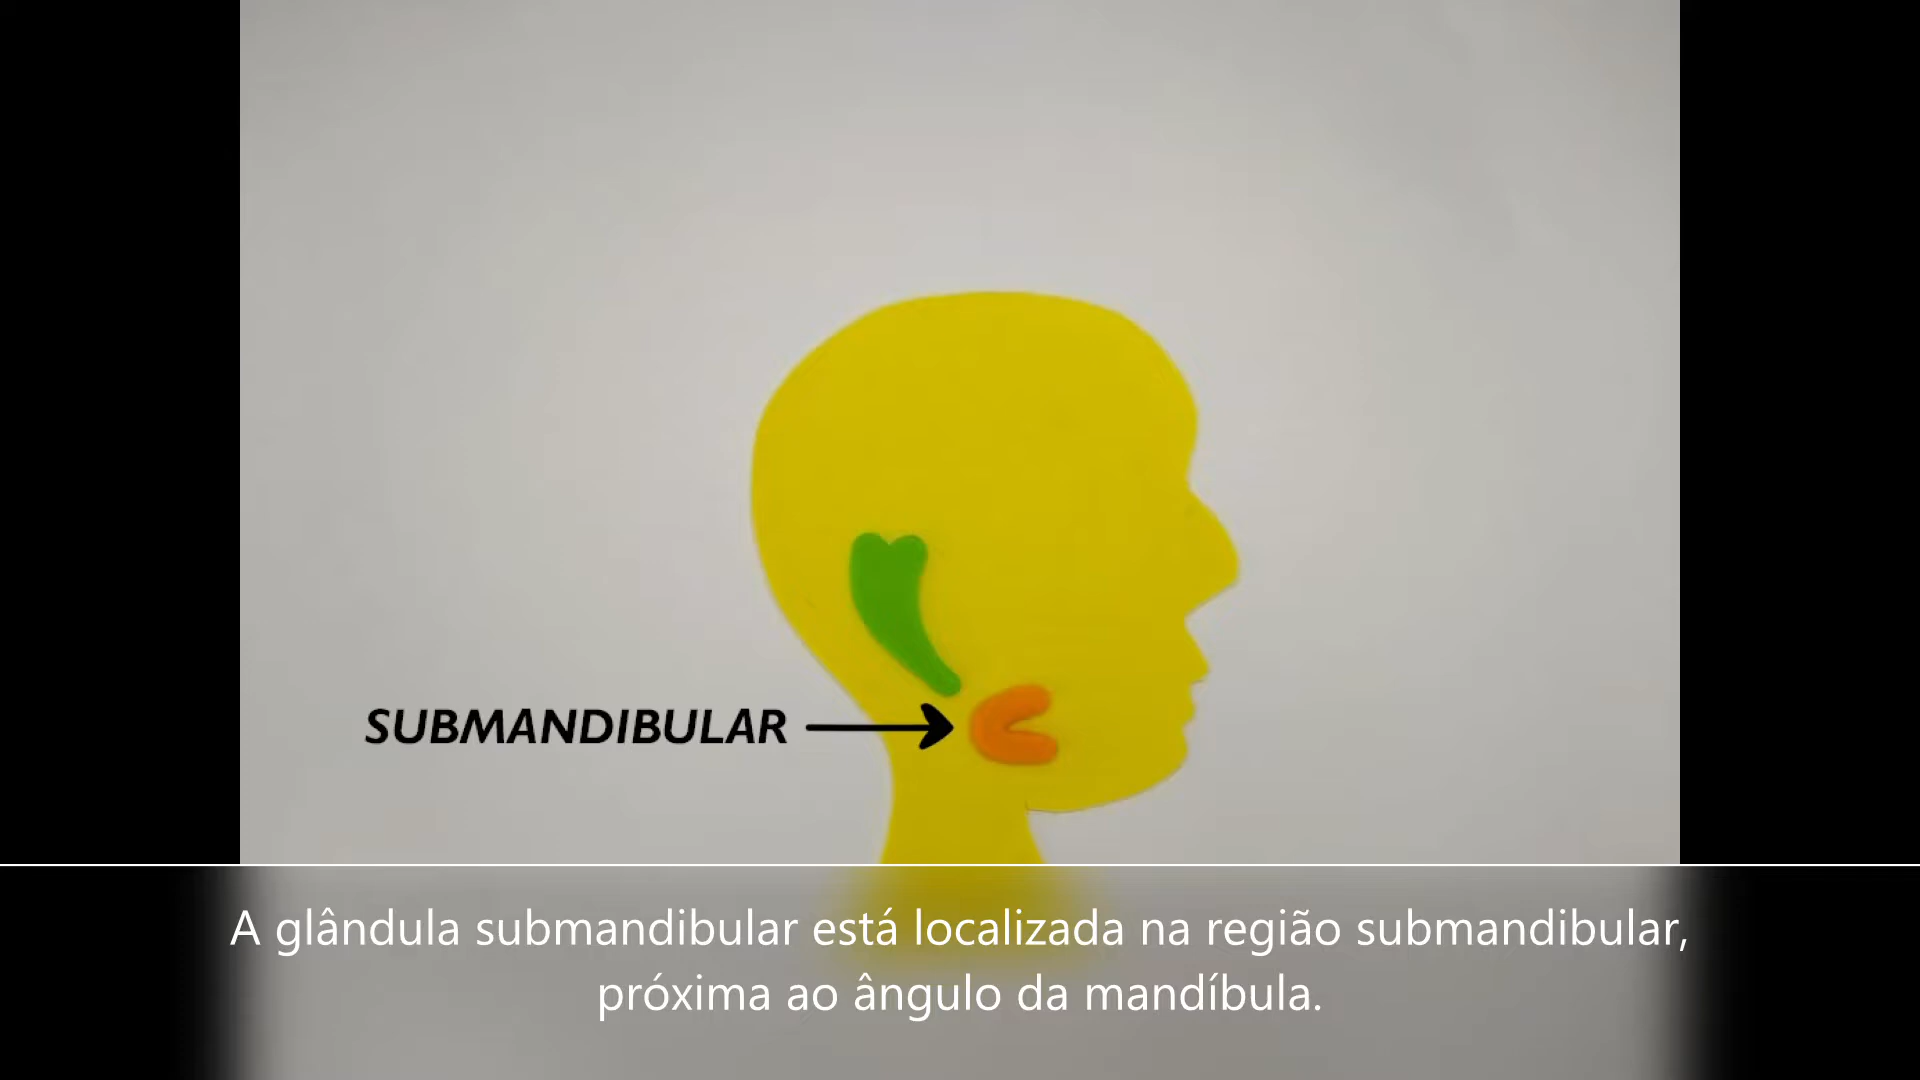 SUBMANDIBULAR
A glândula submandibular está localizada na região submandibular,
próxima ao ângulo da mandíbula.